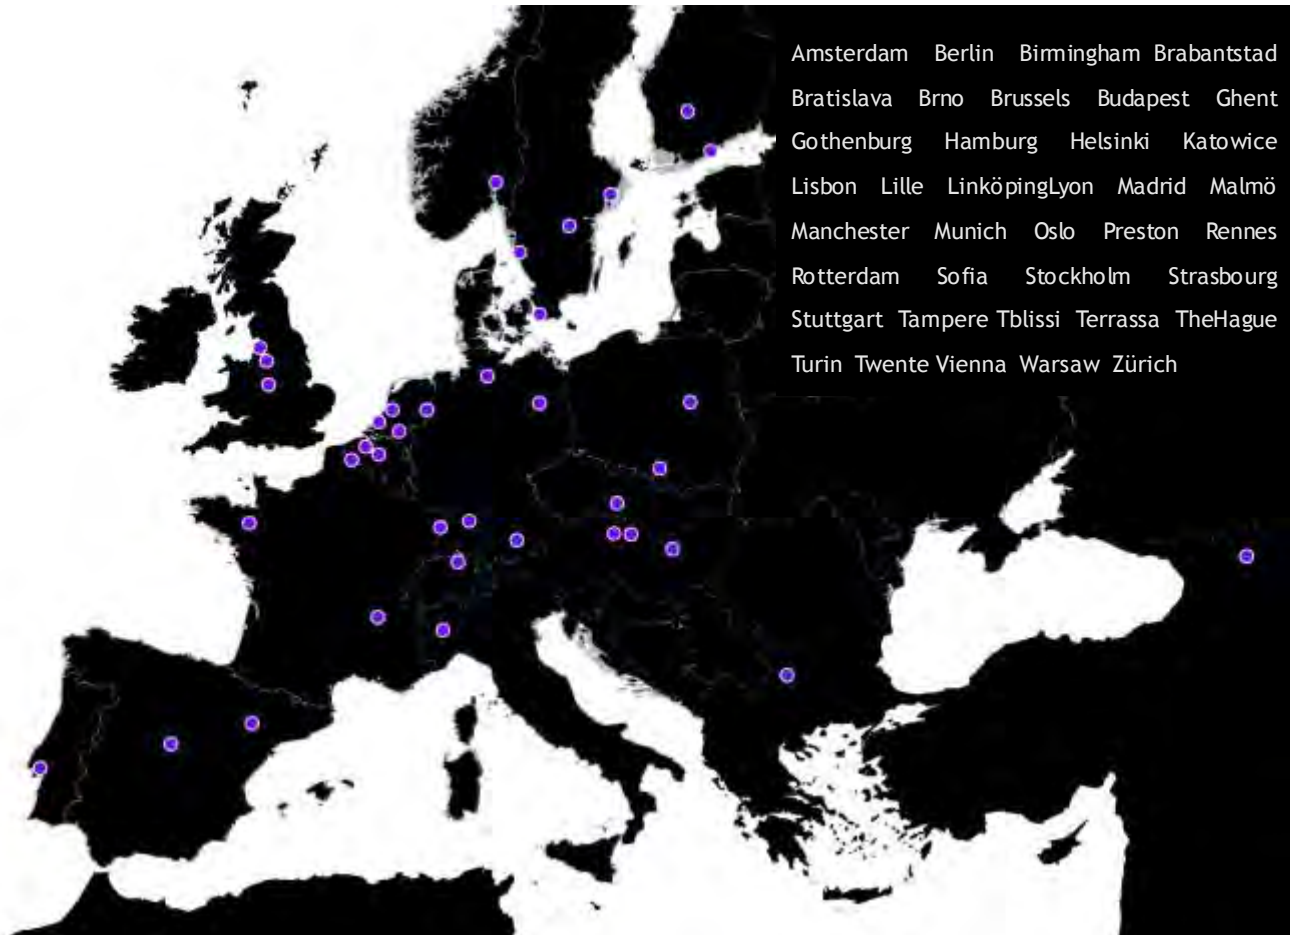 Amsterdam Berlin Birmingham Brabantstad
Bratislava Brno Brussels Budapest Ghent
Gothenburg Hamburg Helsinki Katowice
Lisbon Lille LinköpingLyon Madrid Malmö
Manchester Munich Oslo Preston Rennes
Rotterdam Sofia Stockholm Strasbourg
Stuttgart Tampere Tblissi Terrassa TheHague
Turin Twente Vienna Warsaw Zürich